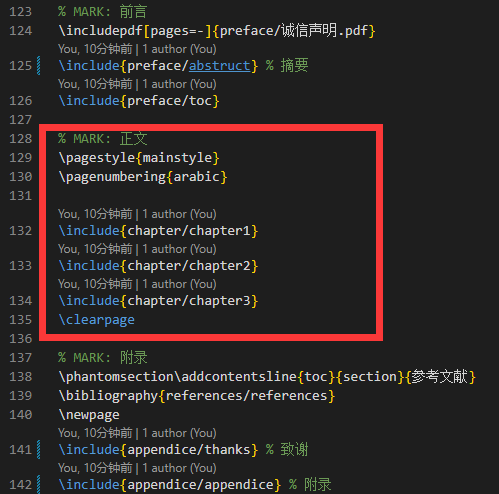 123 % MARK: 前言
124 \includepdf[pages=-]{preface/诚信声明.pdf}
You, 10分钟前 | 1 author (You)
125 \include{preface/abstruct} % 摘要
You, 10分钟前 | 1 author (You)
126 \include{preface/toc}
127
128 % MARK: 正文
129 \pagestyle{mainstyle}
130 \pagenumbering{arabic}
131
You, 10分钟前 | 1 author (You)
132 \include{chapter/chapter1}
You, 10分钟前 | 1 author (You)
133 \include{chapter/chapter2}
You, 10分钟前 | 1 author (You)
134 \include{chapter/chapter3}
135 \clearpage
136
137 % MARK: 附录
138 \phantomsection\addcontentsline{toc}{section}{参考文献}
139 \bibliography{references/references}
140 \newpage
You, 10分钟前 | 1 author (You)
141 \include{appendice/thanks} % 致谢
You, 10分钟前 | 1 author (You)
142 \include{appendice/appendice} % 附录